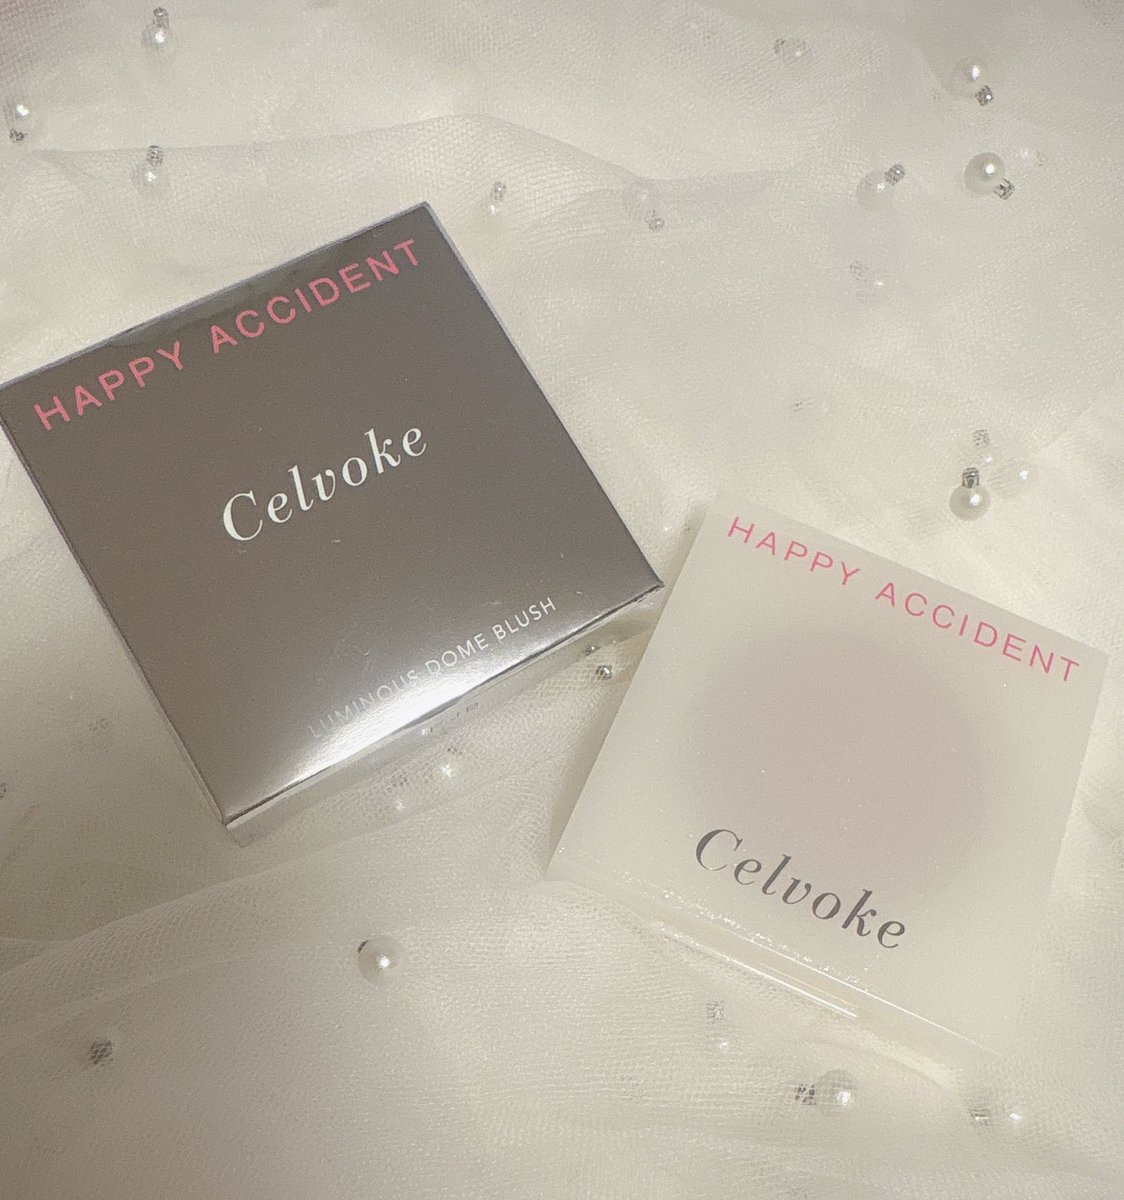 HAPPY ACCIDENT
Celvoke
LUMINOUS DOME BLUSH
HAPPY ACCIDENT
Celvoke